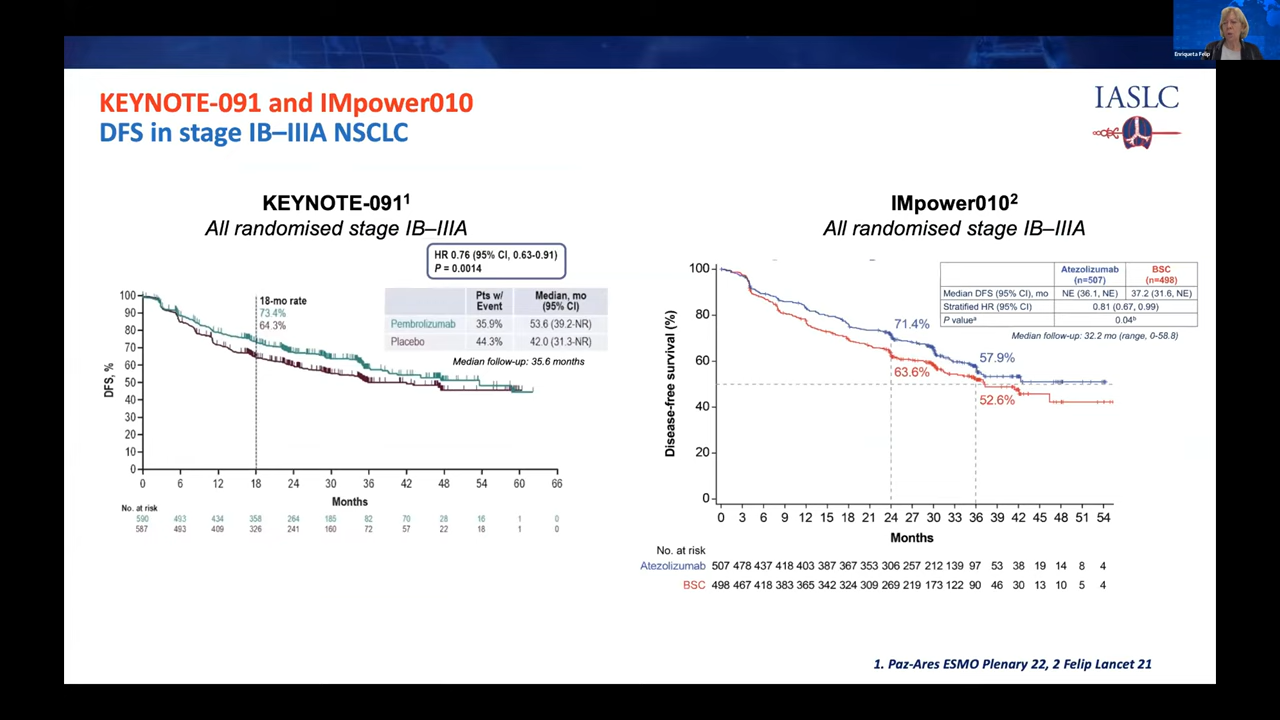 Enriqueta Felip
KEYNOTE-091 and IMpower010
DFS in stage IB–IIIA NSCLC
IASLC
KEYNOTE-091¹
All randomised stage IB–IIIA
HR 0.76 (95% CI, 0.63-0.91)
P = 0.0014
18-mo rate
73.4%
64.3%
Pts w/ Event Median, mo (95% CI)
Pembrolizumab 35.9% 53.6 (39.2-NR)
Placebo 44.3% 42.0 (31.3-NR)
Median follow-up: 35.6 months
DFS, %
100
90
80
70
60
50
40
30
20
10
0
0 6 12 18 24 30 36 42 48 54 60 66
Months
No. at risk
590 493 434 358 264 185 82 70 28 16 1 0
587 493 409 326 241 160 72 57 22 18 1 0
IMpower010²
All randomised stage IB–IIIA
Atezolizumab (n=507) BSC (n=498)
Median DFS (95% CI), mo NE (36.1, NE) 37.2 (31.6, NE)
Stratified HR (95% CI) 0.81 (0.67, 0.99)
P valueᵃ 0.04ᵇ
Median follow-up: 32.2 mo (range, 0-58.8)
Disease-free survival (%)
100
80
60
40
20
0
71.4%
63.6%
57.9%
52.6%
0 3 6 9 12 15 18 21 24 27 30 33 36 39 42 45 48 51 54
Months
No. at risk
Atezolizumab 507 478 437 418 403 387 367 353 306 257 212 139 97 53 38 19 14 8 4
BSC 498 467 418 383 365 342 324 309 269 219 173 122 90 46 30 13 10 5 4
1. Paz-Ares ESMO Plenary 22, 2 Felip Lancet 21